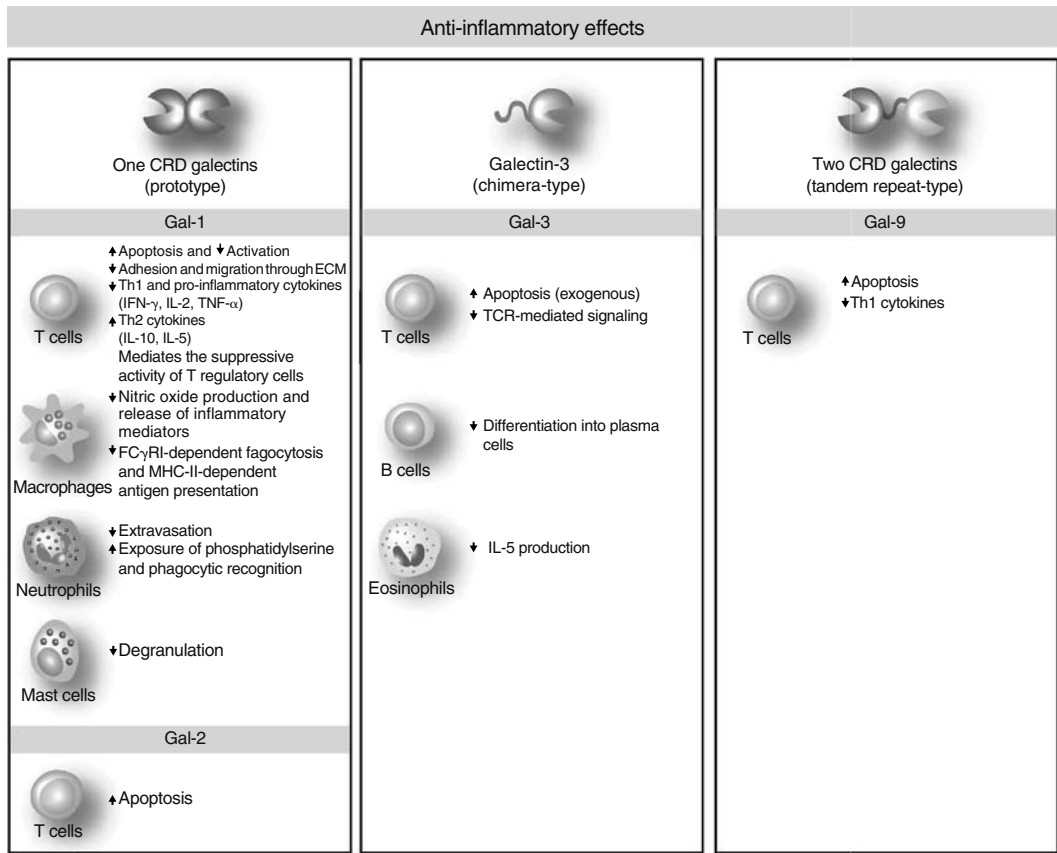 Anti-inflammatory effects
One CRD galectins
(prototype)
Gal-1
↑Apoptosis and ↓Activation
↓Adhesion and migration through ECM
↓Th1 and pro-inflammatory cytokines
(IFN-γ, IL-2, TNF-α)
↑Th2 cytokines
(IL-10, IL-5)
Mediates the suppressive
activity of T regulatory cells
T cells
↓Nitric oxide production and
release of inflammatory
mediators
↓FCγRI-dependent fagocytosis
and MHC-II-dependent
antigen presentation
Macrophages
↓Extravasation
↑Exposure of phosphatidylserine
and phagocytic recognition
Neutrophils
↓Degranulation
Mast cells
Gal-2
↑Apoptosis
T cells
Galectin-3
(chimera-type)
Gal-3
↑ Apoptosis (exogenous)
↓ TCR-mediated signaling
T cells
↓ Differentiation into plasma
cells
B cells
↓ IL-5 production
Eosinophils
Two CRD galectins
(tandem repeat-type)
Gal-9
↑Apoptosis
↓Th1 cytokines
T cells